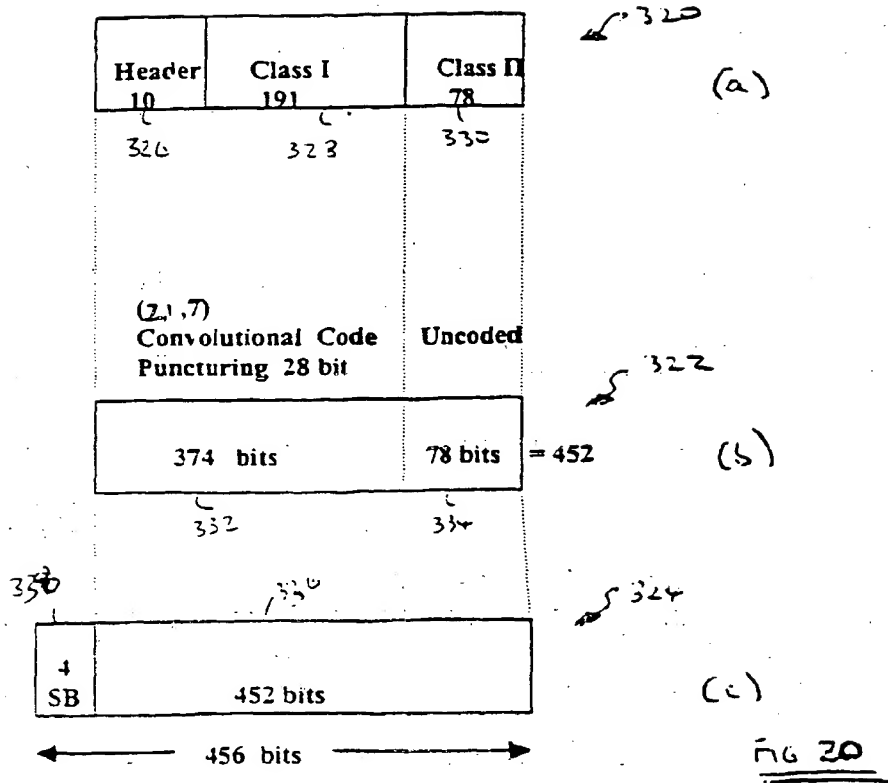 320
Header Class I Class II
10 191 78
(a)
326 328 330
(2,1,7)
Convolutional Code Uncoded
Puncturing 28 bit
322
374 bits 78 bits = 452
(b)
332 334
324
4
SB 452 bits
(c)
456 bits
FIG 20